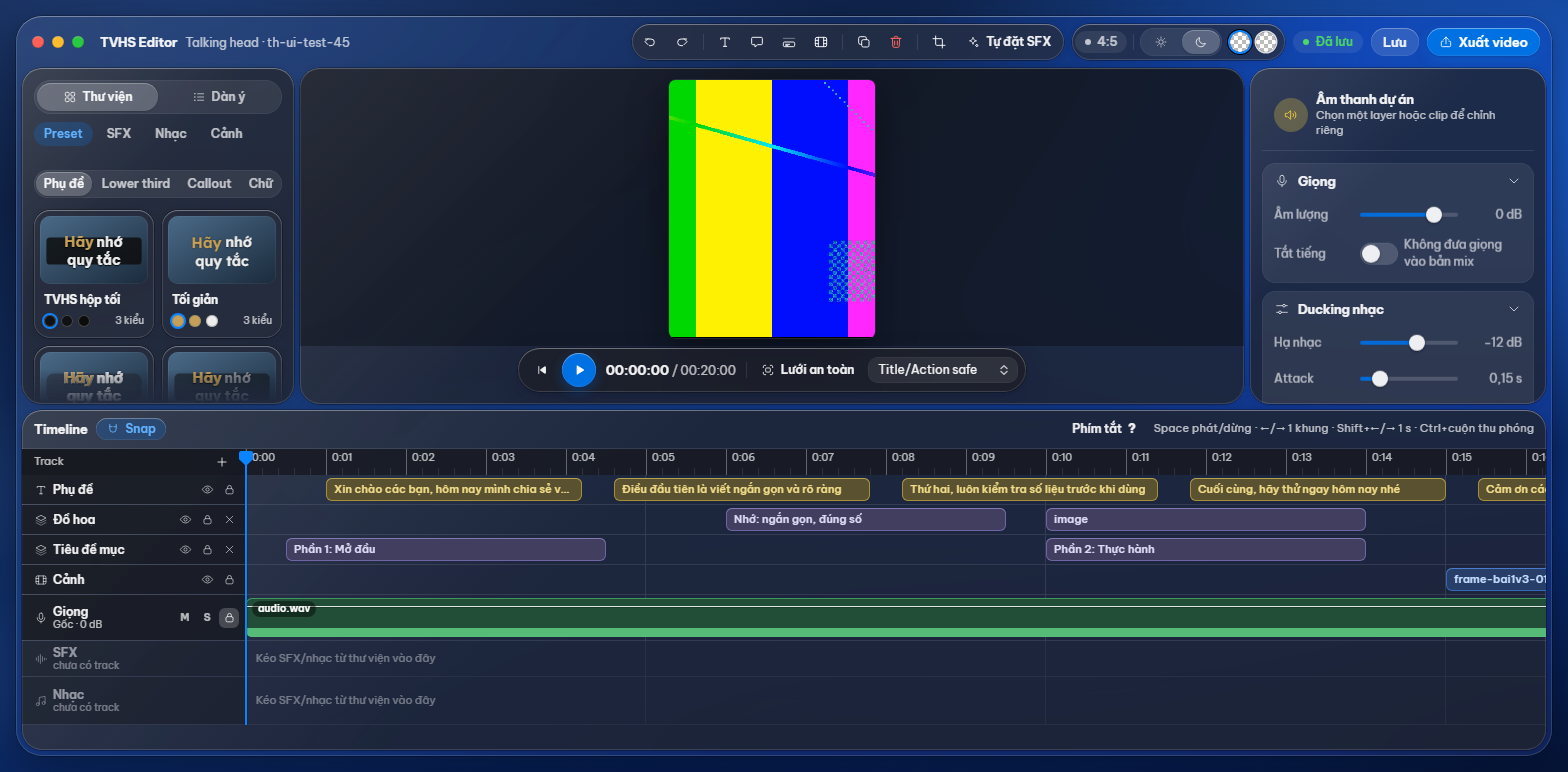 TVHS Editor Talking head · th-ui-test-45
Tự đặt SFX
4:5
Đã lưu
Lưu
Xuất video
Thư viện
Dàn ý
Preset SFX Nhạc Cảnh
Phụ đề Lower third Callout Chữ
Hãy nhớ
quy tắc
Hãy nhớ
quy tắc
TVHS hộp tối
3 kiểu
Tối giản
3 kiểu
Hãy nhớ
quy tắc
Hãy nhớ
quy tắc
00:00:00 / 00:20:00
Lưới an toàn
Title/Action safe
Âm thanh dự án
Chọn một layer hoặc clip để chỉnh
riêng
Giọng
Âm lượng
0 dB
Tắt tiếng
Không đưa giọng
vào bản mix
Ducking nhạc
Hạ nhạc
-12 dB
Attack
0,15 s
Timeline
Snap
Phím tắt ?
Space phát/dừng · ←/→ 1 khung · Shift+←/→ 1 s · Ctrl+cuộn thu phóng
Track
0:00 0:01 0:02 0:03 0:04 0:05 0:06 0:07 0:08 0:09 0:10 0:11 0:12 0:13 0:14 0:15
Phụ đề
Xin chào các bạn, hôm nay mình chia sẻ v...
Điều đầu tiên là viết ngắn gọn và rõ ràng
Thứ hai, luôn kiểm tra số liệu trước khi dùng
Cuối cùng, hãy thử ngay hôm nay nhé
Cảm ơn
Đồ hoa
Nhớ: ngắn gọn, đúng số
image
Tiêu đề mục
Phần 1: Mở đầu
Phần 2: Thực hành
Cảnh
frame-bai1v3-01
Giọng
Gốc · 0 dB
M S
audio.wav
SFX
chưa có track
Kéo SFX/nhạc từ thư viện vào đây
Nhạc
chưa có track
Kéo SFX/nhạc từ thư viện vào đây